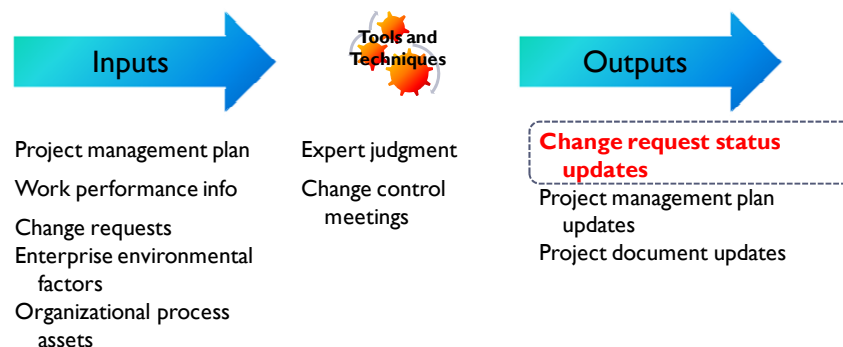 Inputs
Tools and
Techniques
Outputs
Project management plan
Work performance info
Change requests
Enterprise environmental
factors
Organizational process
assets
Expert judgment
Change control
meetings
Change request status
updates
Project management plan
updates
Project document updates